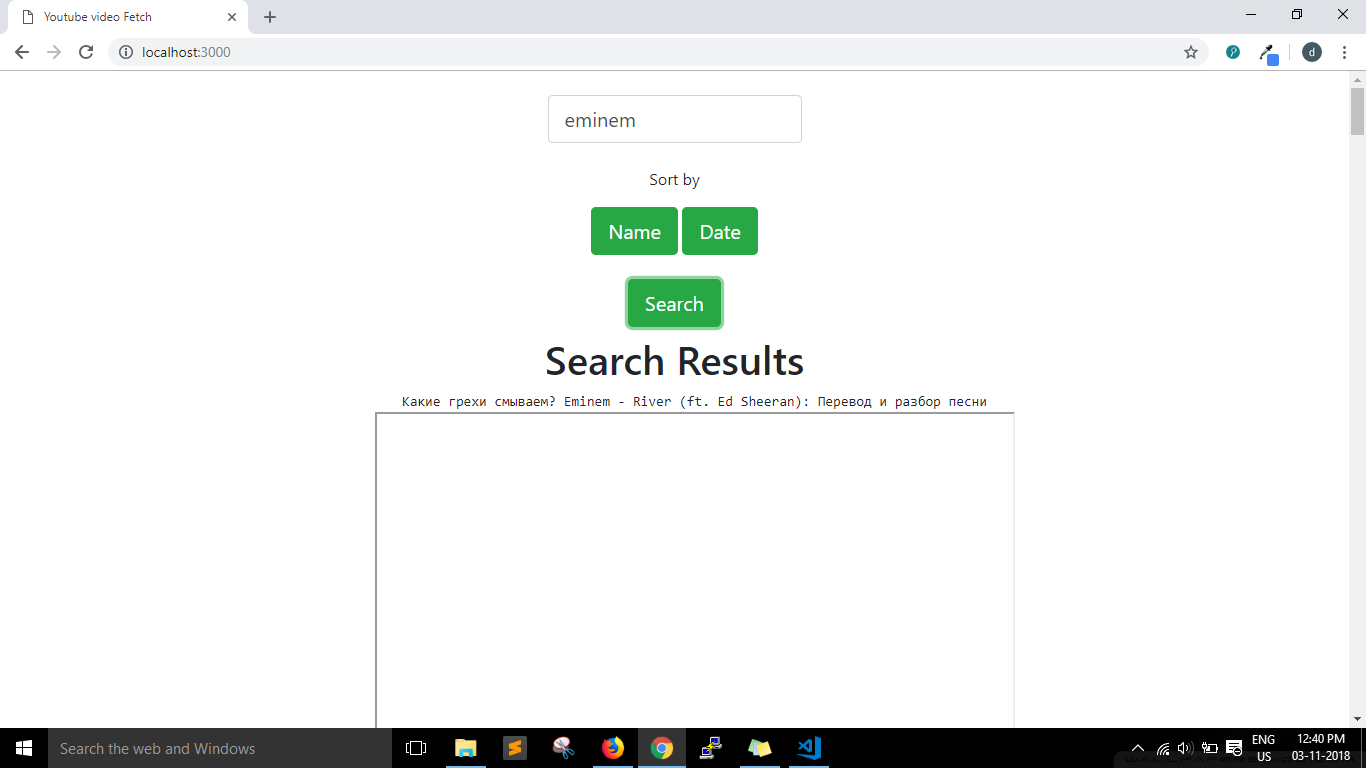 Youtube video Fetch
localhost:3000
d
eminem
Sort by
Name Date
Search
Search Results
Какие грехи смываем? Eminem - River (ft. Ed Sheeran): Перевод и разбор песни
Search the web and Windows
ENG
US
12:40 PM
03-11-2018